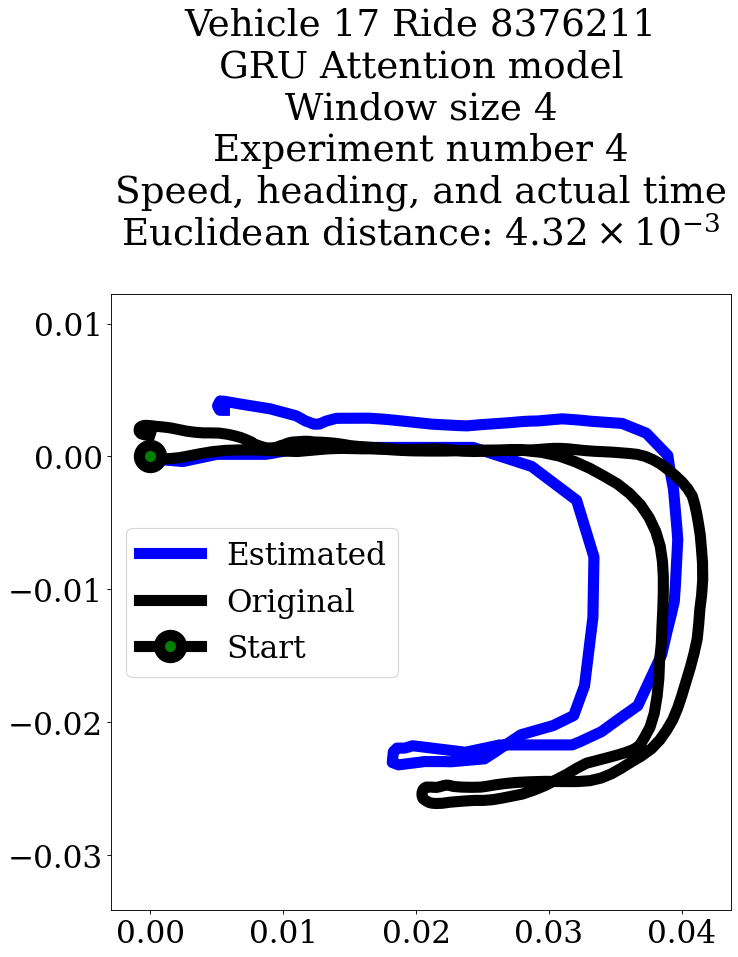 Vehicle 17 Ride 8376211
GRU Attention model
Window size 4
Experiment number 4
Speed, heading, and actual time
Euclidean distance: 4.32 × 10⁻³
0.01
0.00
−0.01
−0.02
−0.03
Estimated
Original
Start
0.00 0.01 0.02 0.03 0.04